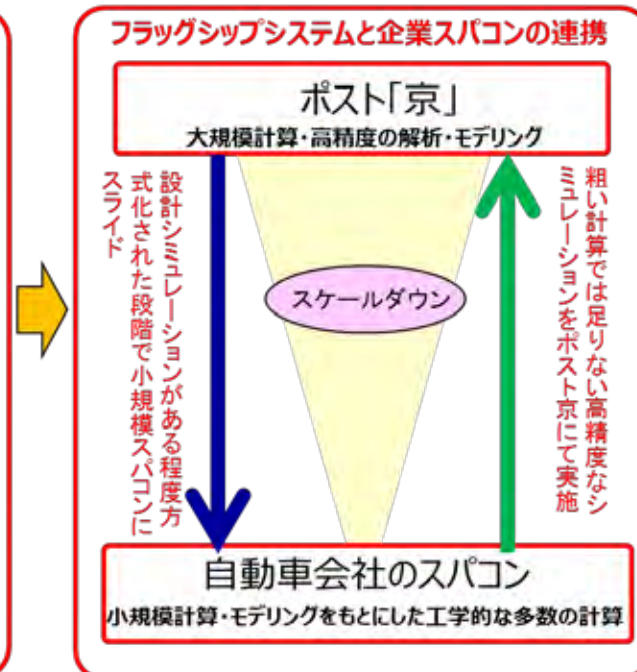 フラッグシップシステムと企業スパコンの連携
ポスト「京」
大規模計算・高精度の解析・モデリング
設計シミュレーションがある程度方
式化された段階で小規模スパコンに
スライド
スケールダウン
粗い計算では足りない高精度なシ
ミュレーションをポスト京にて実施
自動車会社のスパコン
小規模計算・モデリングをもとにした工学的な多数の計算